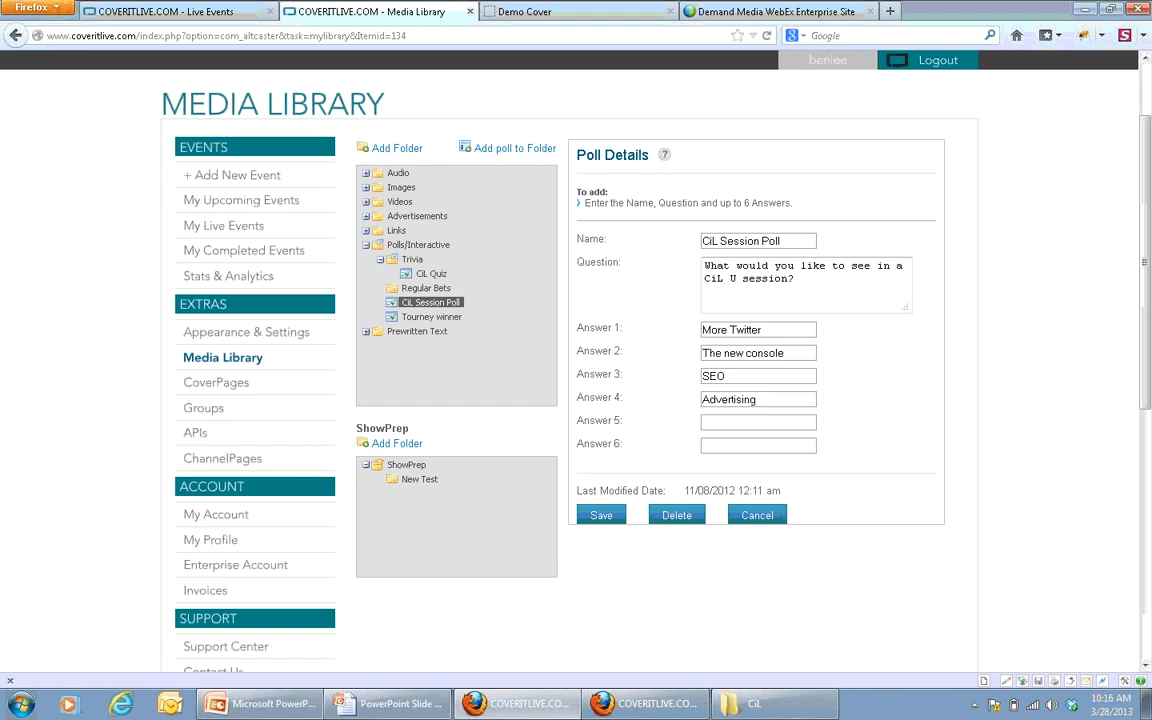 Firefox
COVERITLIVE.COM - Live Events
COVERITLIVE.COM - Media Library
Demo Cover
Demand Media WebEx Enterprise Site
www.coveritlive.com/index.php?option=com_altcaster&task=mylibrary&Itemid=134
Google
benlee
Logout
MEDIA LIBRARY
EVENTS
+ Add New Event
My Upcoming Events
My Live Events
My Completed Events
Stats & Analytics
EXTRAS
Appearance & Settings
Media Library
CoverPages
Groups
APIs
ChannelPages
ACCOUNT
My Account
My Profile
Enterprise Account
Invoices
SUPPORT
Support Center
Contact Us
Add Folder
Add poll to Folder
Audio
Images
Videos
Advertisements
Links
Polls/Interactive
Trivia
CiL Quiz
Regular Bets
CiL Session Poll
Tourney winner
Prewritten Text
ShowPrep
Add Folder
ShowPrep
New Test
Poll Details ?
To add:
Enter the Name, Question and up to 6 Answers.
Name: CiL Session Poll
Question: What would you like to see in a
CiL U session?
Answer 1: More Twitter
Answer 2: The new console
Answer 3: SEO
Answer 4: Advertising
Answer 5:
Answer 6:
Last Modified Date: 11/08/2012 12:11 am
Save
Delete
Cancel
Microsoft PowerP...
PowerPoint Slide ...
COVERITLIVE.CO...
COVERITLIVE.CO...
CiL
10:16 AM
3/28/2013